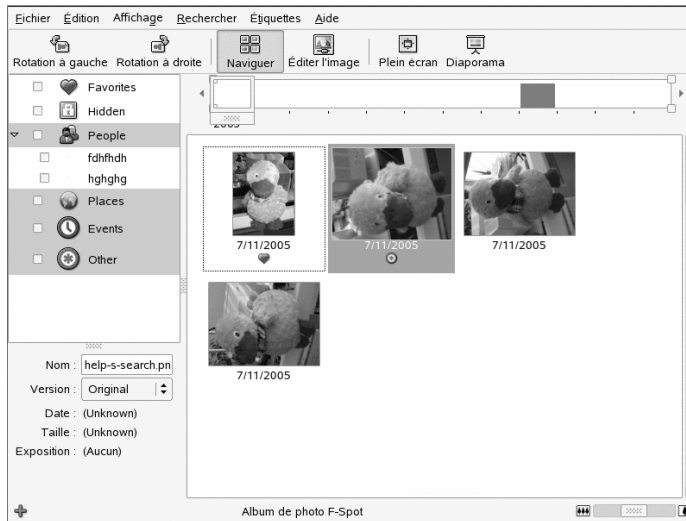 Fichier Édition Affichage Rechercher Étiquettes Aide
Rotation à gauche Rotation à droite Naviguer Éditer l'image Plein écran Diaporama
Favorites
Hidden
People
fdhfhdh
hghghg
Places
Events
Other
2005
7/11/2005 7/11/2005 7/11/2005
7/11/2005
Nom : help-s-search.pn
Version : Original
Date : (Unknown)
Taille : (Unknown)
Exposition : (Aucun)
Album de photo F-Spot